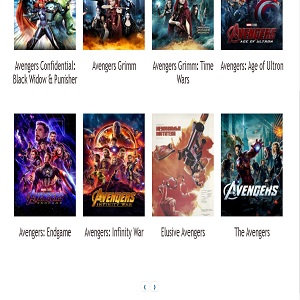 AVENGERS
AGE OF ULTRON
Avengers Confidential:
Black Widow & Punisher
Avengers Grimm
Avengers Grimm: Time
Wars
Avengers: Age of Ultron
AVENGERS
AVENGERS
INFINITY WAR
AVENGERS
Avengers: Endgame
Avengers: Infinity War
Elusive Avengers
The Avengers
‹ ›